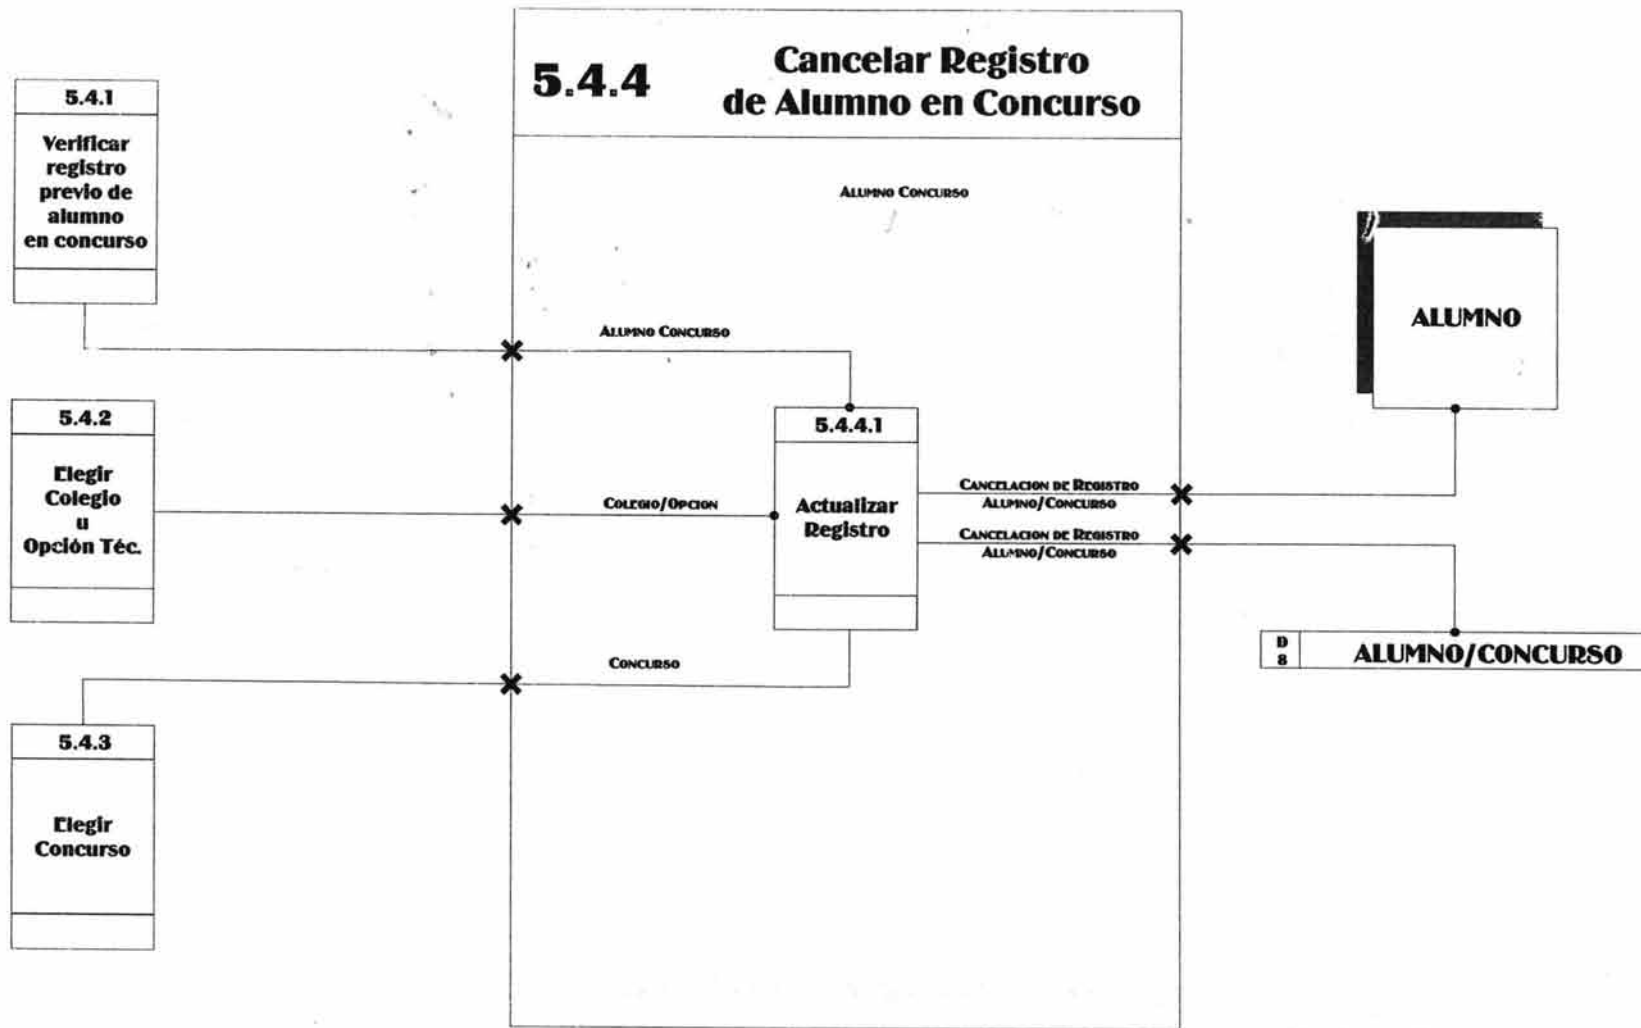 5.4.4
Cancelar Registro
de Alumno en Concurso
5.4.1
Verificar
registro
previo de
alumno
en concurso
ALUMNO CONCURSO
ALUMNO CONCURSO
ALUMNO
5.4.2
Elegir
Colegio
u
Opción Téc.
COLEGIO/OPCION
5.4.4.1
Actualizar
Registro
CANCELACION DE REGISTRO
ALUMNO/CONCURSO
CANCELACION DE REGISTRO
ALUMNO/CONCURSO
D
8
ALUMNO/CONCURSO
CONCURSO
5.4.3
Elegir
Concurso